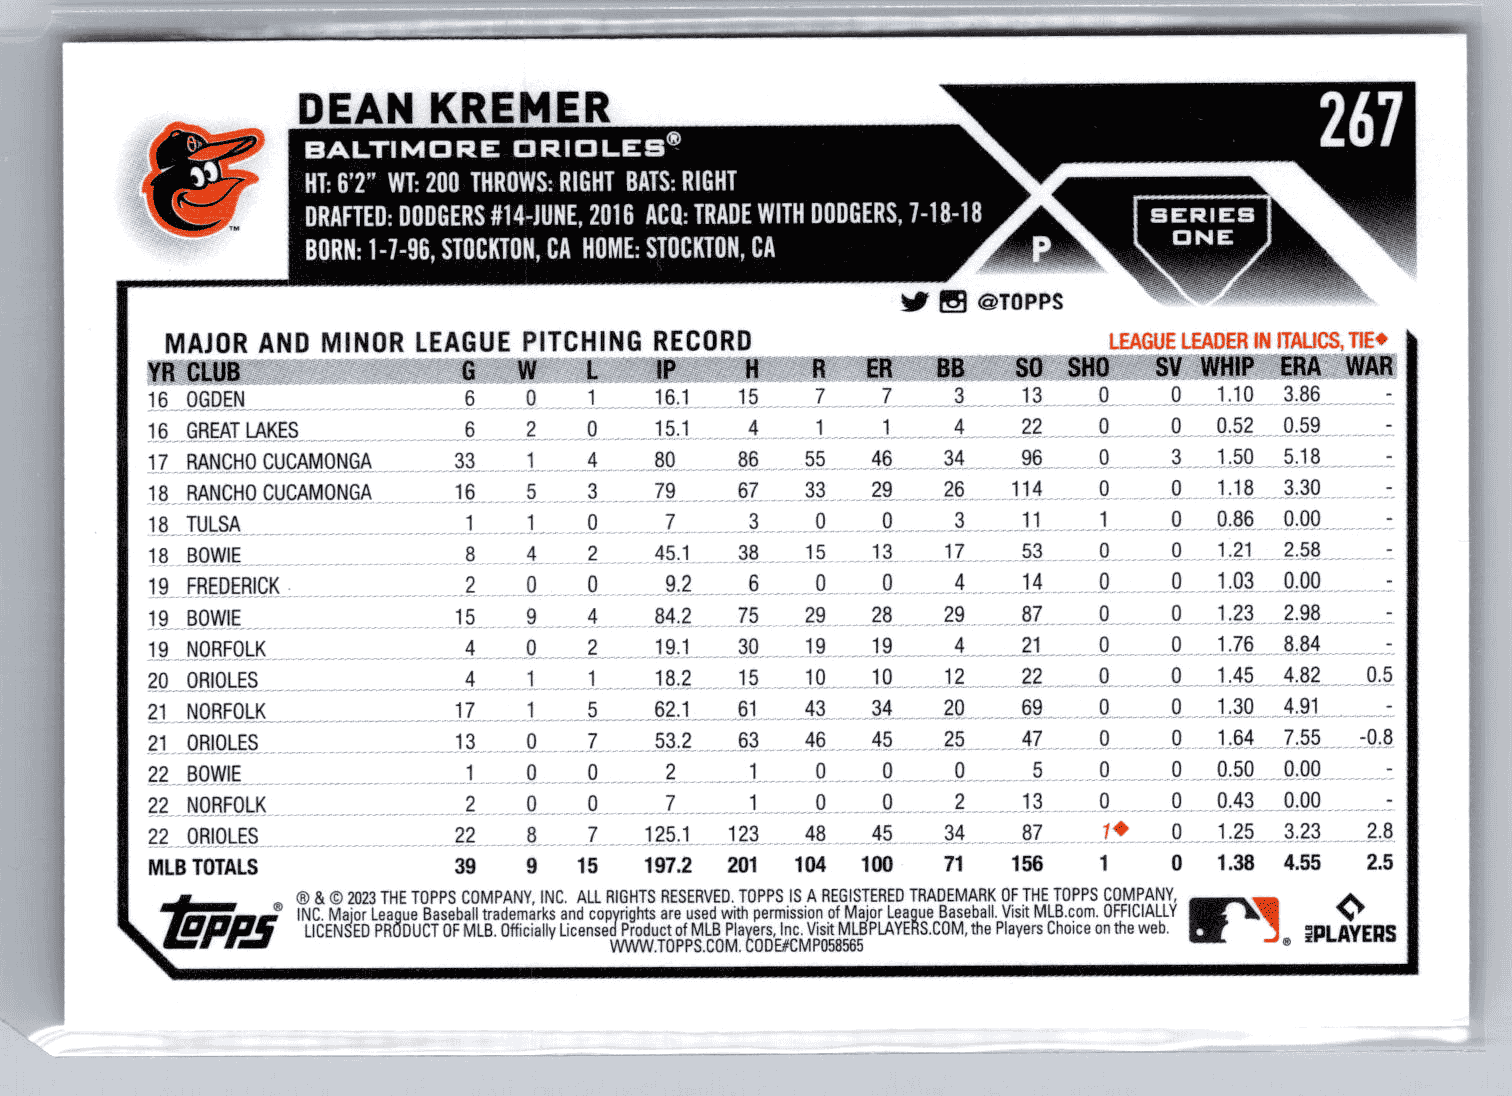 DEAN KREMER
267
BALTIMORE ORIOLES®
HT: 6'2" WT: 200 THROWS: RIGHT BATS: RIGHT
DRAFTED: DODGERS #14-JUNE, 2016 ACQ: TRADE WITH DODGERS, 7-18-18
BORN: 1-7-96, STOCKTON, CA HOME: STOCKTON, CA
P
SERIES
ONE
TM
@TOPPS
MAJOR AND MINOR LEAGUE PITCHING RECORD
LEAGUE LEADER IN ITALICS, TIE◆
YR CLUB G W L IP H R ER BB SO SHO SV WHIP ERA WAR
16 OGDEN 6 0 1 16.1 15 7 7 3 13 0 0 1.10 3.86 -
16 GREAT LAKES 6 2 0 15.1 4 1 1 4 22 0 0 0.52 0.59 -
17 RANCHO CUCAMONGA 33 1 4 80 86 55 46 34 96 0 3 1.50 5.18 -
18 RANCHO CUCAMONGA 16 5 3 79 67 33 29 26 114 0 0 1.18 3.30 -
18 TULSA 1 1 0 7 3 0 0 3 11 1 0 0.86 0.00 -
18 BOWIE 8 4 2 45.1 38 15 13 17 53 0 0 1.21 2.58 -
19 FREDERICK 2 0 0 9.2 6 0 0 4 14 0 0 1.03 0.00 -
19 BOWIE 15 9 4 84.2 75 29 28 29 87 0 0 1.23 2.98 -
19 NORFOLK 4 0 2 19.1 30 19 19 4 21 0 0 1.76 8.84 -
20 ORIOLES 4 1 1 18.2 15 10 10 12 22 0 0 1.45 4.82 0.5
21 NORFOLK 17 1 5 62.1 61 43 34 20 69 0 0 1.30 4.91 -
21 ORIOLES 13 0 7 53.2 63 46 45 25 47 0 0 1.64 7.55 -0.8
22 BOWIE 1 0 0 2 1 0 0 0 5 0 0 0.50 0.00 -
22 NORFOLK 2 0 0 7 1 0 0 2 13 0 0 0.43 0.00 -
22 ORIOLES 22 8 7 125.1 123 48 45 34 87 1◆ 0 1.25 3.23 2.8
MLB TOTALS 39 9 15 197.2 201 104 100 71 156 1 0 1.38 4.55 2.5
TOPPS®
® & © 2023 THE TOPPS COMPANY, INC. ALL RIGHTS RESERVED. TOPPS IS A REGISTERED TRADEMARK OF THE TOPPS COMPANY,
INC. Major League Baseball trademarks and copyrights are used with permission of Major League Baseball. Visit MLB.com. OFFICIALLY
LICENSED PRODUCT OF MLB. Officially Licensed Product of MLB Players, Inc. Visit MLBPLAYERS.COM, the Players Choice on the web.
WWW.TOPPS.COM. CODE#CMP058565
®
MLB PLAYERS